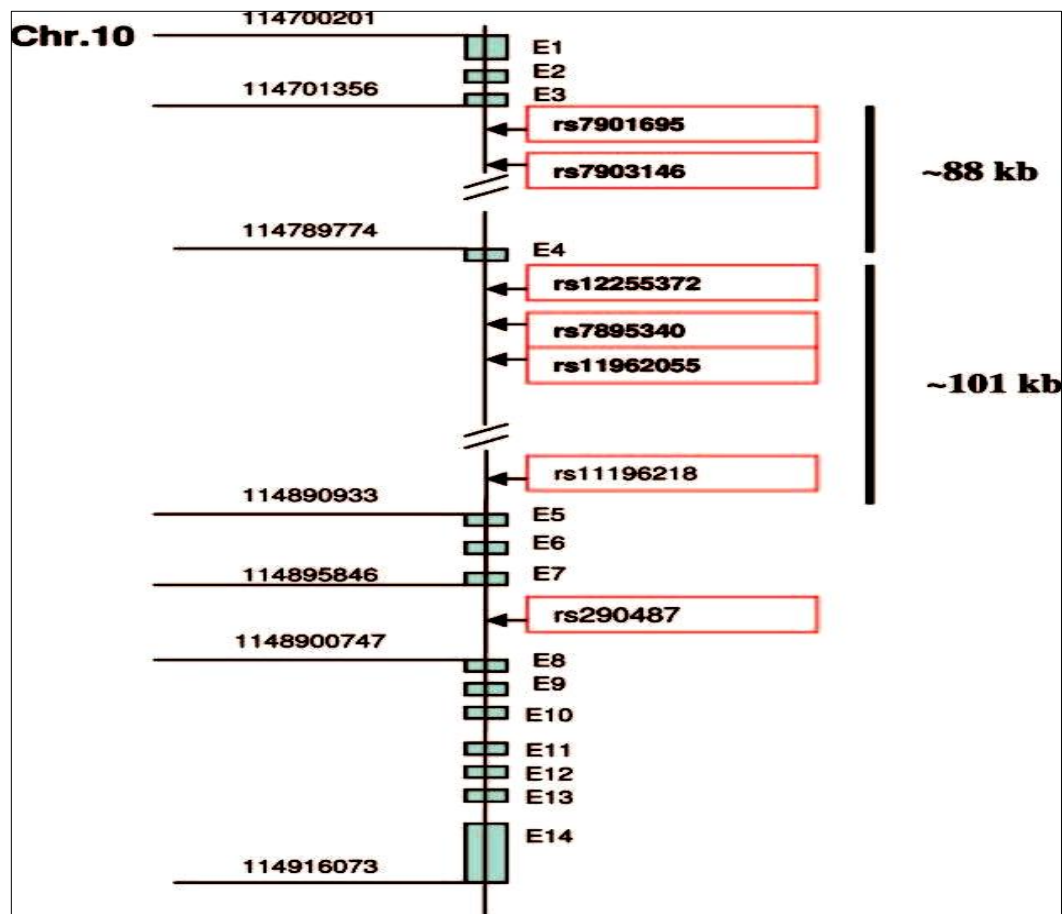 114700201
Chr.10
E1
E2
114701356
E3
rs7901695
rs7903146
~88 kb
114789774
E4
rs12255372
rs7895340
rs11962055
~101 kb
rs11196218
114890933
E5
E6
114895846
E7
rs290487
1148900747
E8
E9
E10
E11
E12
E13
E14
114916073